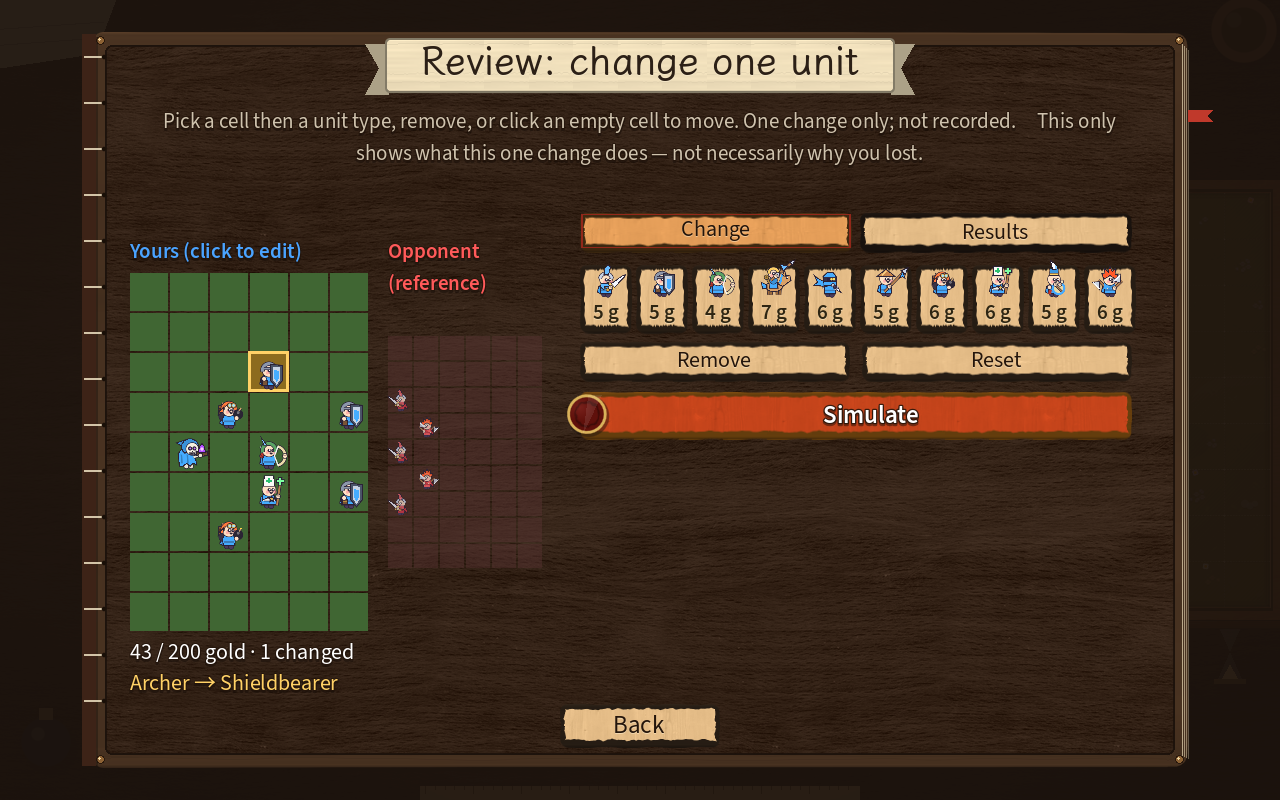 Review: change one unit
Pick a cell then a unit type, remove, or click an empty cell to move. One change only; not recorded. This only
shows what this one change does — not necessarily why you lost.
Yours (click to edit)
Opponent
(reference)
Change
Results
5 g
5 g
4 g
7 g
6 g
5 g
6 g
6 g
5 g
6 g
Remove
Reset
Simulate
43 / 200 gold · 1 changed
Archer → Shieldbearer
Back